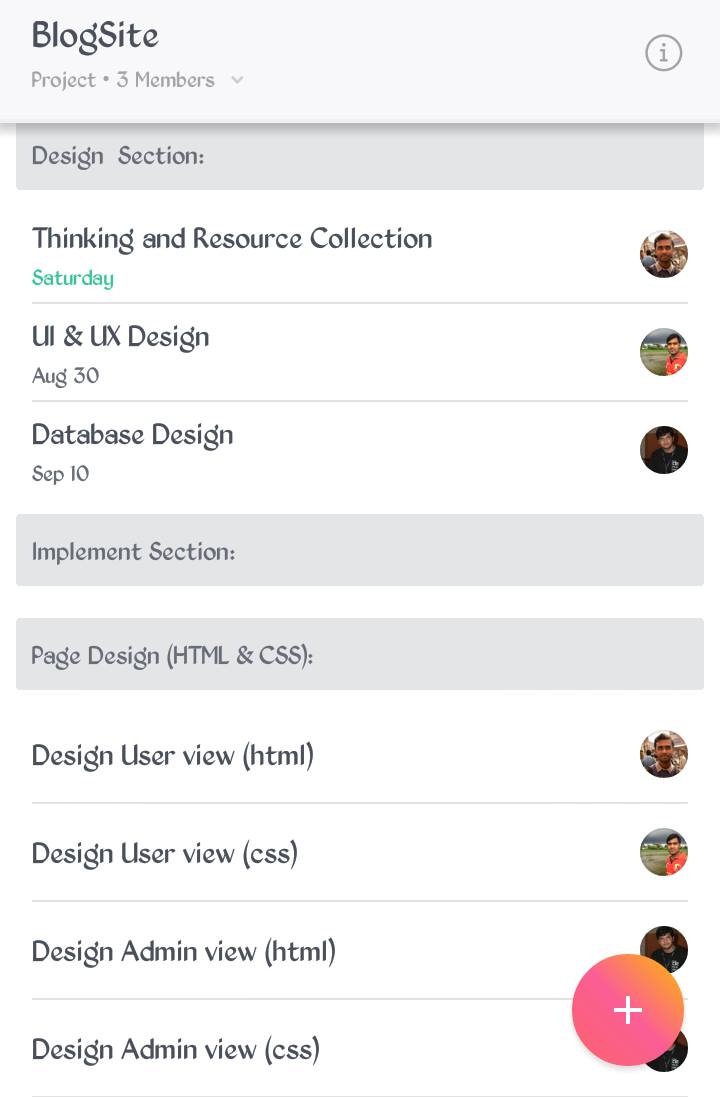 BlogSite
Project • 3 Members
Design Section:
Thinking and Resource Collection
Saturday
UI & UX Design
Aug 30
Database Design
Sep 10
Implement Section:
Page Design (HTML & CSS):
Design User view (html)
Design User view (css)
Design Admin view (html)
Design Admin view (css)